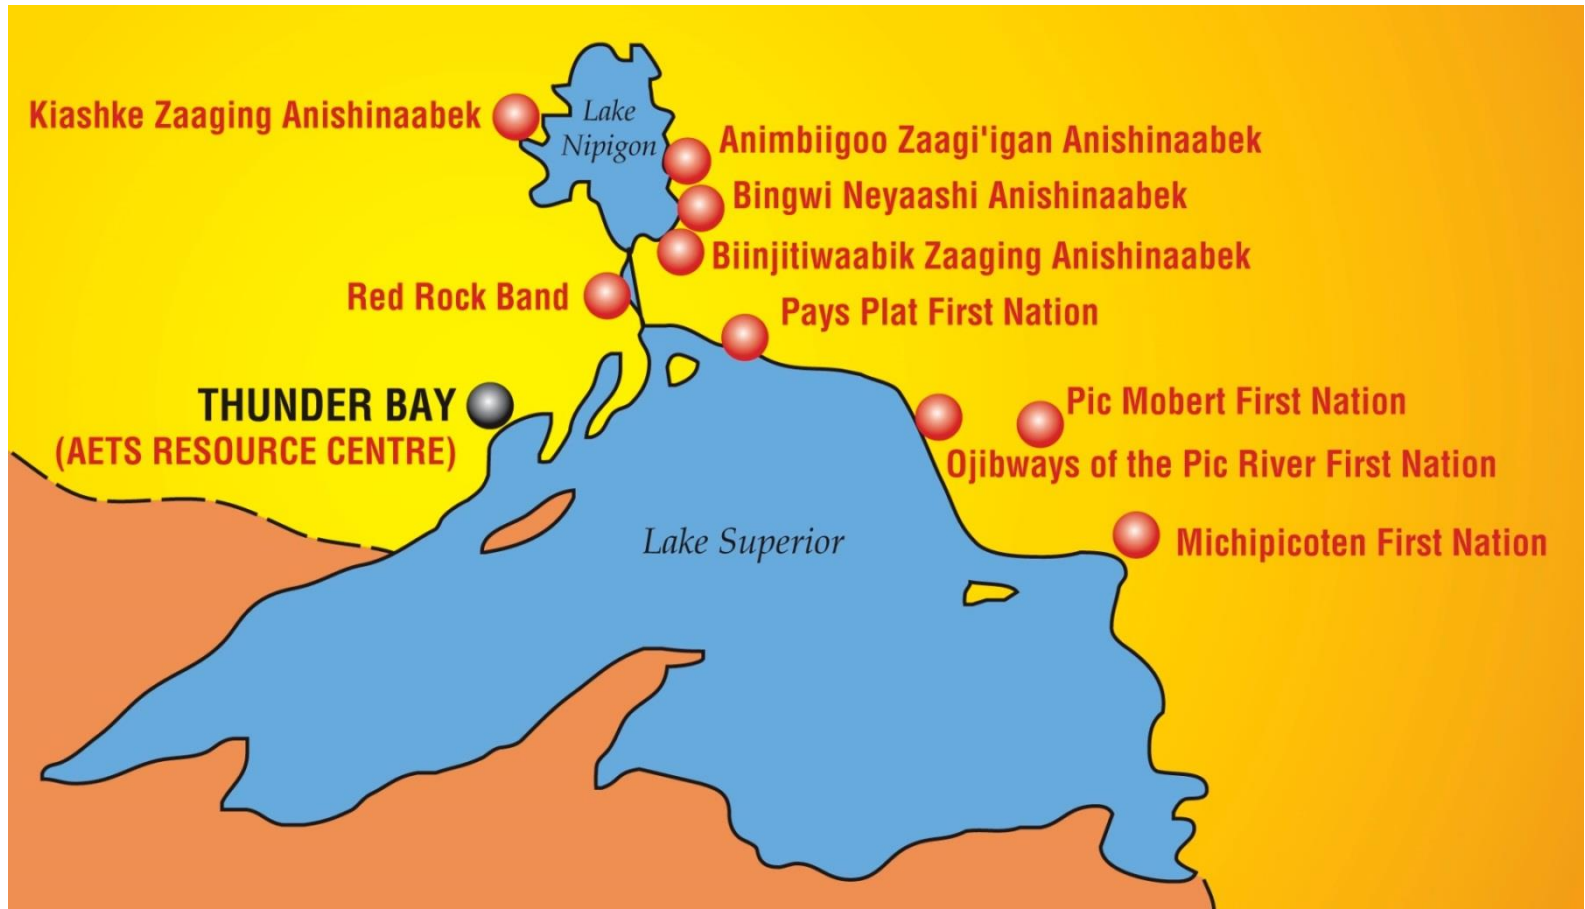 Lake
Nipigon
Kiashke Zaaging Anishinaabek
Animbiigoo Zaagi'igan Anishinaabek
Bingwi Neyaashi Anishinaabek
Biinjitiwaabik Zaaging Anishinaabek
Red Rock Band
Pays Plat First Nation
THUNDER BAY
(AETS RESOURCE CENTRE)
Pic Mobert First Nation
Ojibways of the Pic River First Nation
Lake Superior
Michipicoten First Nation